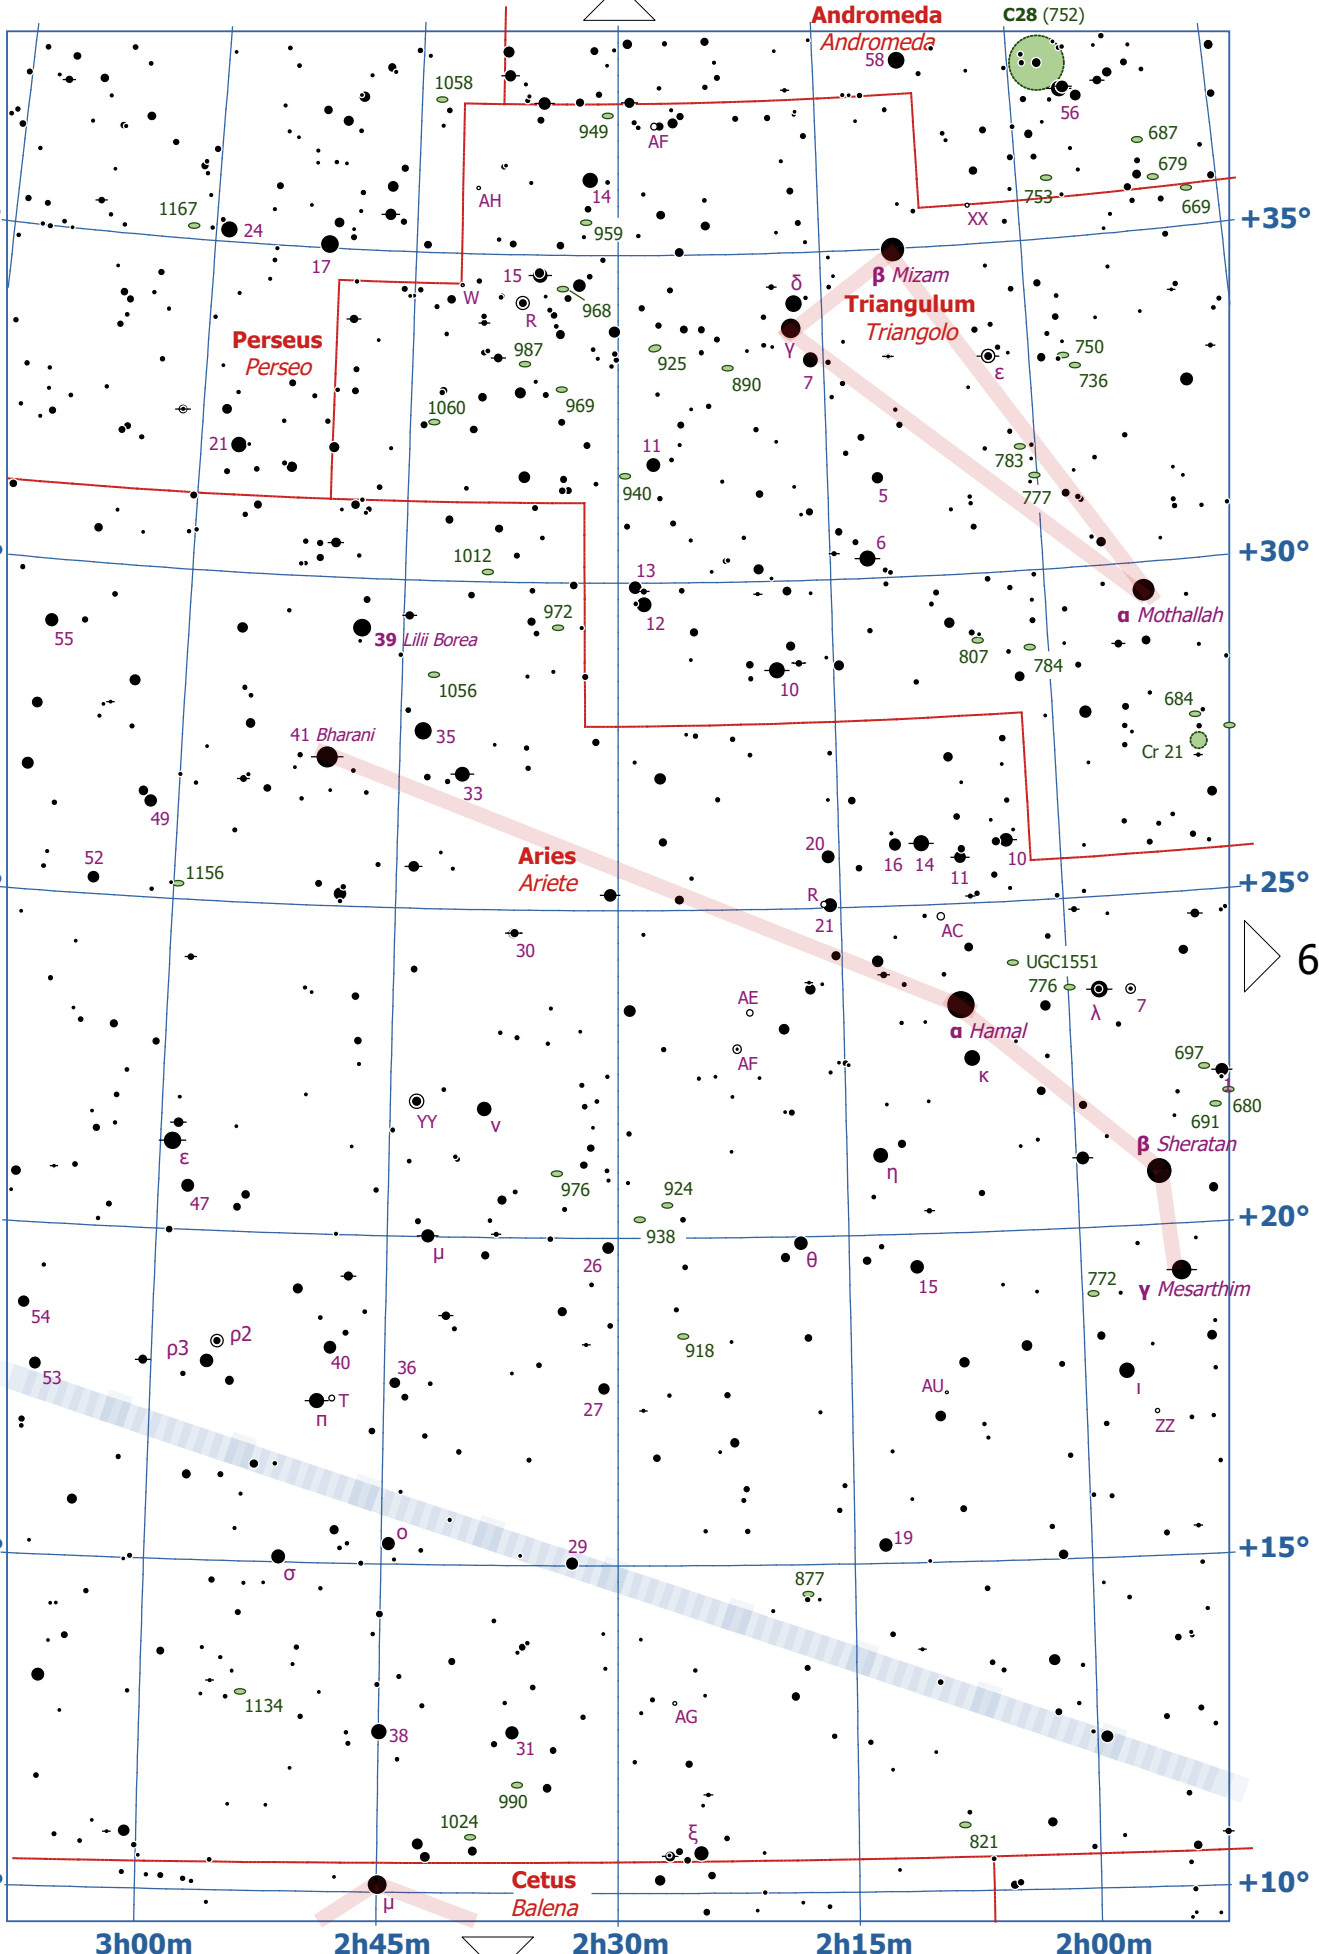 Andromeda
Andromeda
C28 (752)
58
56
1058
949
AF
687
679
753
669
AH
14
XX
1167
24
959
+35°
17
β Mizam
15
968
δ
W
R
Triangulum
Triangolo
Perseus
Perseo
γ
987
925
890
7
ε
750
736
1060
969
21
11
783
940
5
777
6
+30°
1012
13
12
α Mothallah
55
39 Lilii Borea
972
807
784
1056
10
684
41 Bharani
35
Cr 21
33
49
Aries
Ariete
52
1156
20
16
14
11
10
+25°
R
21
AC
30
UGC1551
776
λ
7
6
AE
AF
α Hamal
κ
697
1
680
691
YY
ν
β Sheratan
ε
η
47
976
924
938
+20°
μ
26
θ
15
772
γ Mesarthim
54
ρ3
ρ2
40
918
53
36
π
T
27
AU
ι
ZZ
ο
29
19
+15°
σ
877
1134
AG
38
31
990
1024
ξ
821
Cetus
Balena
μ
+10°
3h00m
2h45m
2h30m
2h15m
2h00m